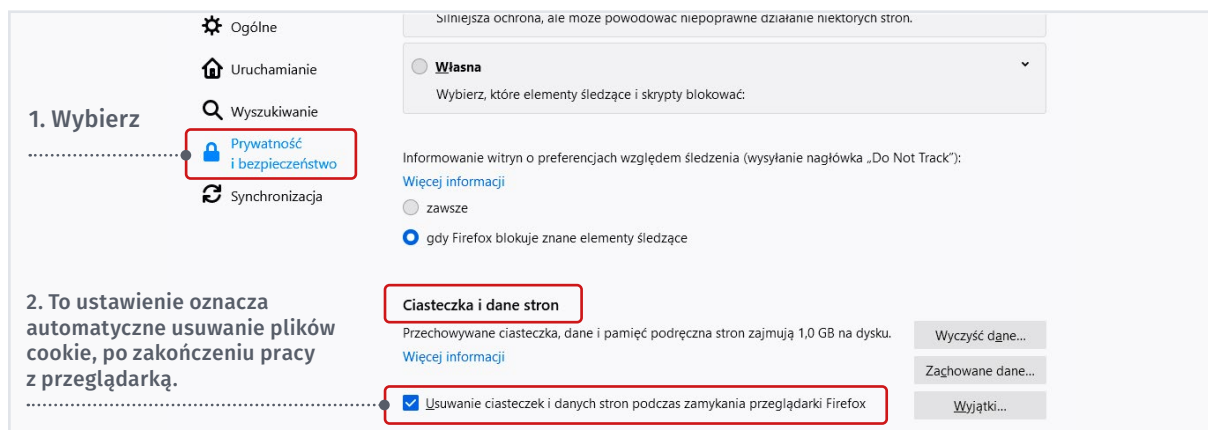 Ogólne
Uruchamianie
Wyszukiwanie
Prywatność
i bezpieczeństwo
Synchronizacja
1. Wybierz
Silniejsza ochrona, ale może powodować niepoprawne działanie niektórych stron.
Własna
Wybierz, które elementy śledzące i skrypty blokować:
Informowanie witryn o preferencjach względem śledzenia (wysyłanie nagłówka „Do Not Track”):
Więcej informacji
zawsze
gdy Firefox blokuje znane elementy śledzące
2. To ustawienie oznacza
automatyczne usuwanie plików
cookie, po zakończeniu pracy
z przeglądarką.
Ciasteczka i dane stron
Przechowywane ciasteczka, dane i pamięć podręczna stron zajmują 1,0 GB na dysku.
Więcej informacji
Usuwanie ciasteczek i danych stron podczas zamykania przeglądarki Firefox
Wyczyść dane...
Zachowane dane...
Wyjątki...